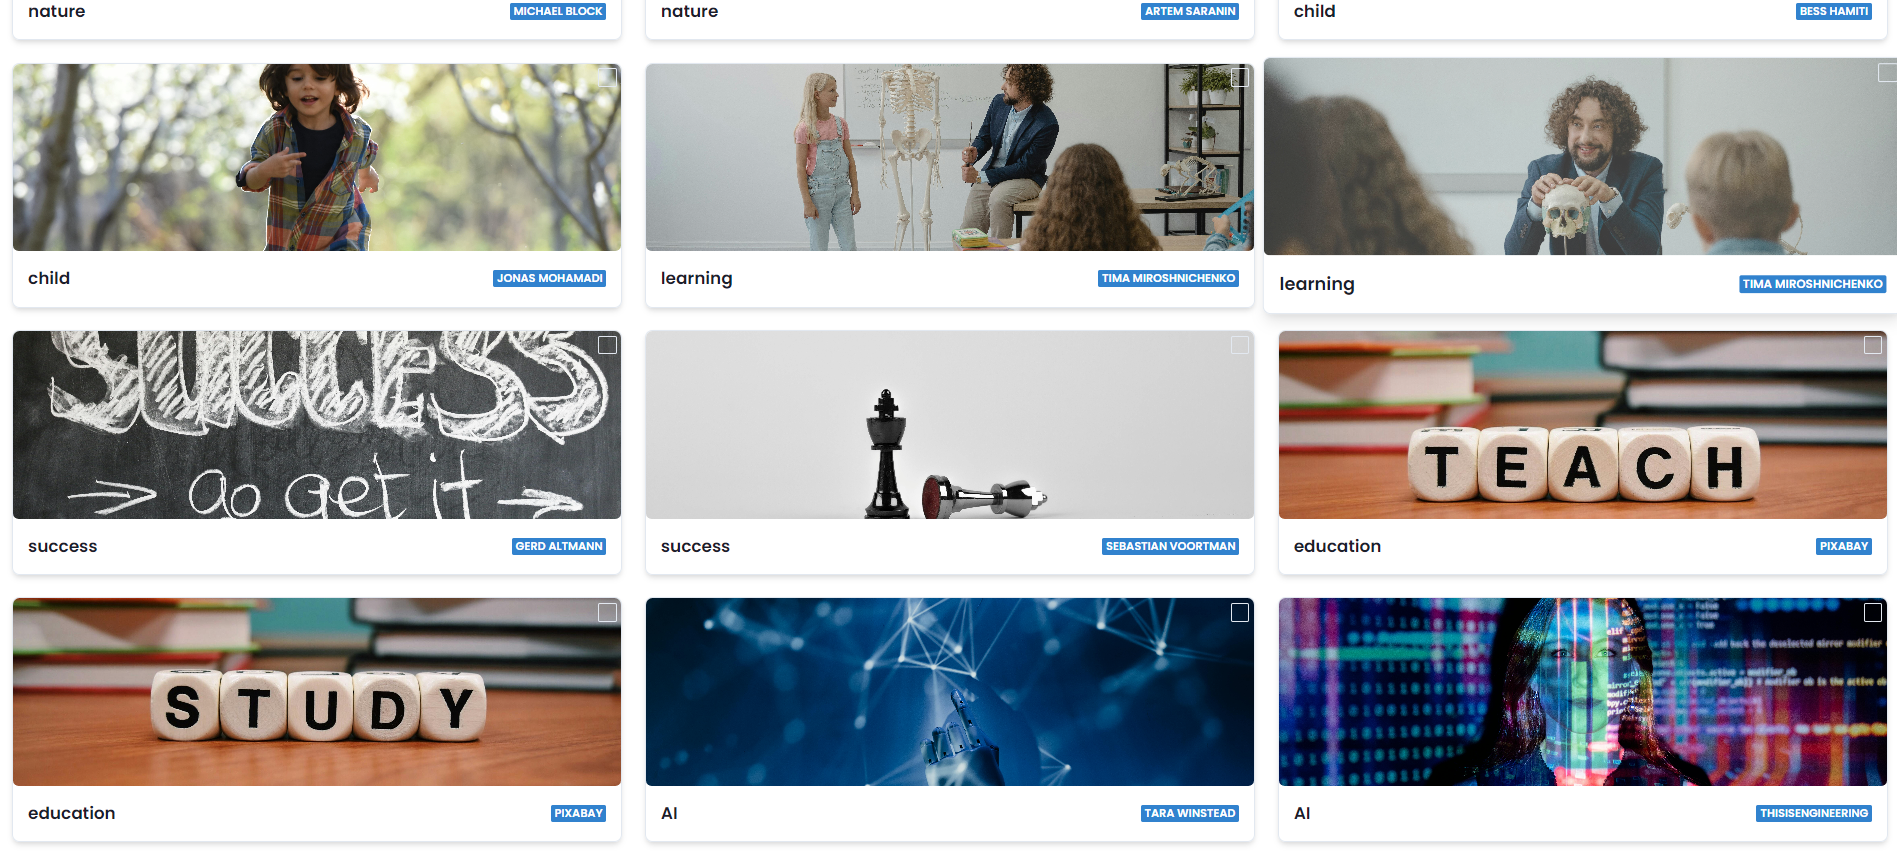 nature MICHAEL BLOCK
nature ARTEM SARANIN
child BESS HAMITI
child JONAS MOHAMADI
learning TIMA MIROSHNICHENKO
learning TIMA MIROSHNICHENKO
SUCCESS
→ go get it →
success GERD ALTMANN
success SEBASTIAN VOORTMAN
TEACH
education PIXABAY
STUDY
education PIXABAY
AI TARA WINSTEAD
AI THISISENGINEERING